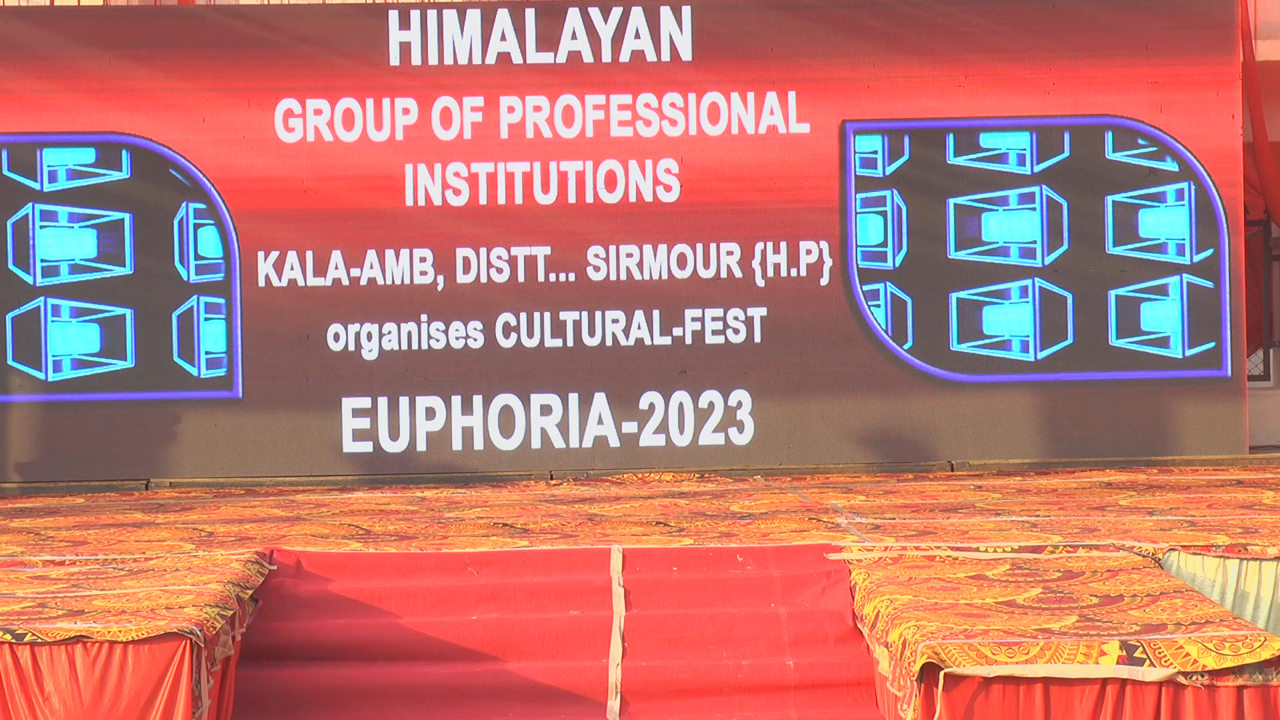 HIMALAYAN
GROUP OF PROFESSIONAL
INSTITUTIONS
KALA-AMB, DISTT... SIRMOUR {H.P}
organises CULTURAL-FEST
EUPHORIA-2023